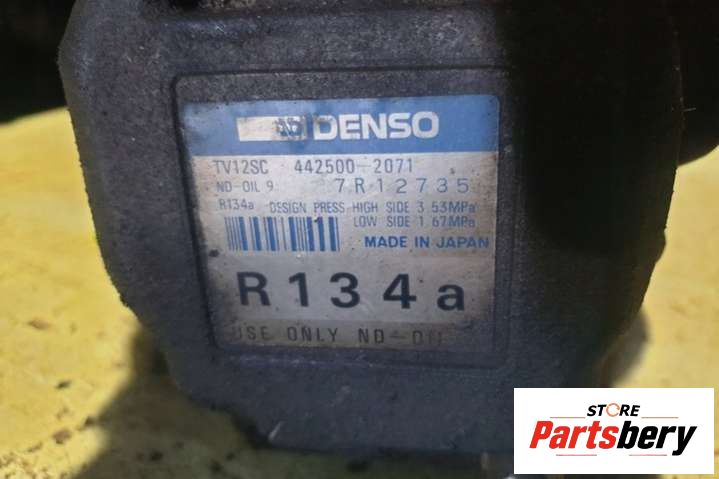 DENSO
TV12SC 442500-2071
ND-OIL 9 7R12735
R134a DESIGN PRESS HIGH SIDE 3.53MPa
LOW SIDE 1.67MPa
1
MADE IN JAPAN
R134a
USE ONLY ND-OIL
STORE
Partsbery